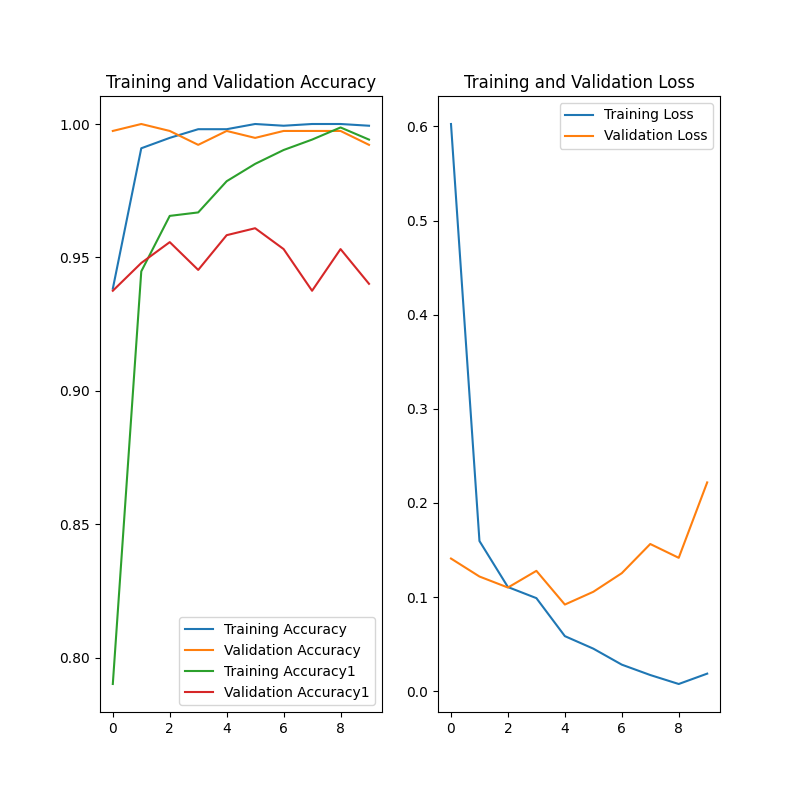 Training and Validation Accuracy
1.00
0.95
0.90
0.85
0.80
0 2 4 6 8
Training Accuracy
Validation Accuracy
Training Accuracy1
Validation Accuracy1
Training and Validation Loss
0.6
0.5
0.4
0.3
0.2
0.1
0.0
0 2 4 6 8
Training Loss
Validation Loss